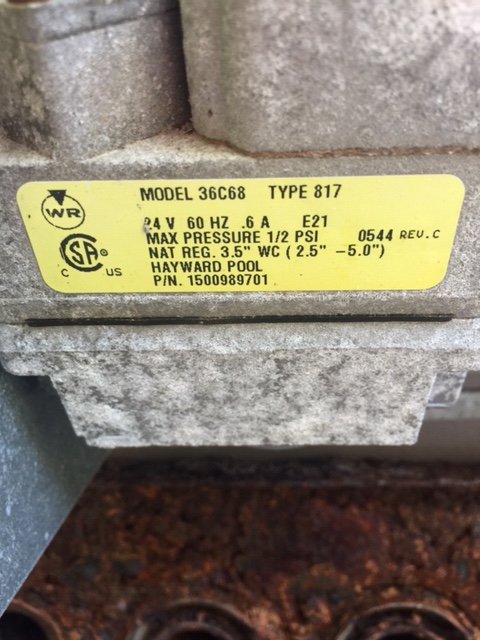 WR
MODEL 36C68 TYPE 817
24 V 60 HZ .6 A E21
MAX PRESSURE 1/2 PSI 0544 REV.C
NAT REG. 3.5" WC ( 2.5" -5.0")
HAYWARD POOL
P/N. 1500989701
CSA®
C US